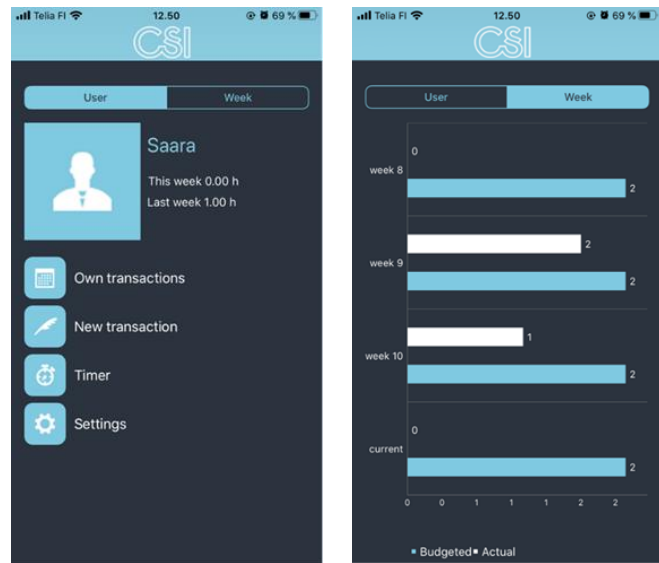 Telia FI 12.50 69 %
CSI
User Week
Saara
This week 0.00 h
Last week 1.00 h
Own transactions
New transaction
Timer
Settings
Telia FI 12.50 69 %
CSI
User Week
0
week 8
2
2
week 9
2
1
week 10
2
0
current
2
0 0 1 1 1 2 2
Budgeted Actual